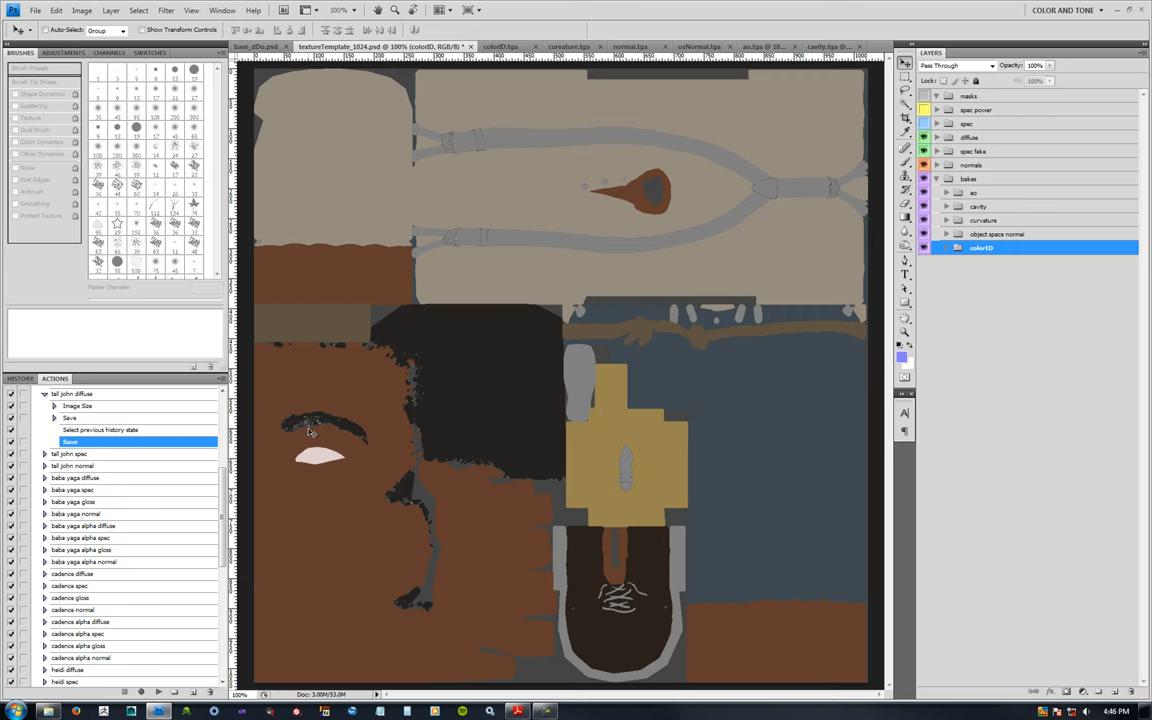 File Edit Image Layer Select Filter View Window Help
100%
COLOR AND TONE
Auto-Select: Group Show Transform Controls
BRUSHES ADJUSTMENTS CHANNELS SWATCHES
base_dDo.psd textureTemplate_1024.psd @ 100% (colorID, RGB/8) * colorID.tga curvature.tga normal.tga osNormal.tga ao.tga @ 10... cavity.tga @...
LAYERS
Brush Presets
Brush Tip Shape
Shape Dynamics
Scattering
Texture
Dual Brush
Color Dynamics
Other Dynamics
Noise
Wet Edges
Airbrush
Smoothing
Protect Texture
Master Diameter
Pass Through Opacity: 100%
Lock: Fill: 100%
masks
spec power
spec
diffuse
spec fake
normals
bakes
ao
cavity
curvature
object space normal
colorID
HISTORY ACTIONS
tall john diffuse
Image Size
Save
Select previous history state
Save
tall john spec
tall john normal
baba yaga diffuse
baba yaga spec
baba yaga gloss
baba yaga normal
baba yaga alpha diffuse
baba yaga alpha spec
baba yaga alpha gloss
baba yaga alpha normal
cadence diffuse
cadence spec
cadence gloss
cadence normal
cadence alpha diffuse
cadence alpha spec
cadence alpha gloss
cadence alpha normal
heidi diffuse
heidi spec
100% Doc: 3.00M/53.0M
4:46 PM